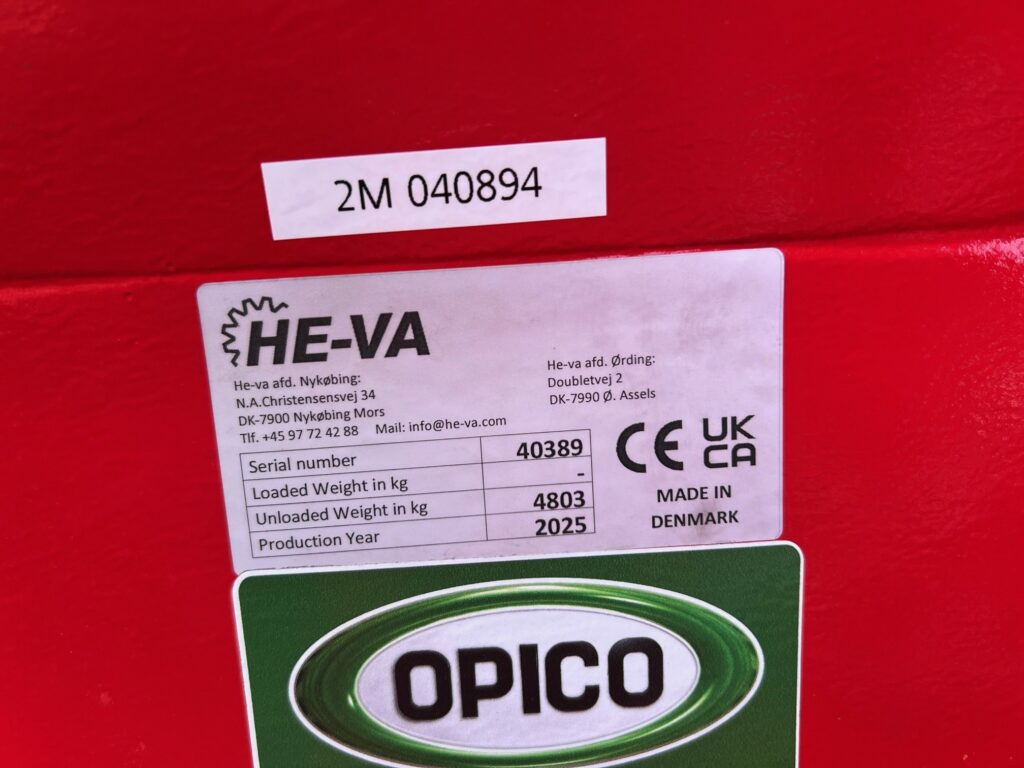 2M 040894
HE-VA
He-va afd. Nykøbing:
N.A.Christensensvej 34
DK-7900 Nykøbing Mors
Tlf. +45 97 72 42 88 Mail: info@he-va.com
He-va afd. Ørding:
Doubletvej 2
DK-7990 Ø. Assels
Serial number 40389
Loaded Weight in kg -
Unloaded Weight in kg 4803
Production Year 2025
CE UK
CA
MADE IN
DENMARK
OPICO